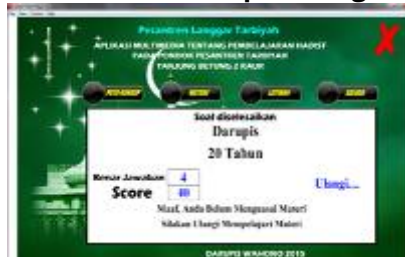 Pesantren Langgar Tarbiyah
APLIKASI MULTIMEDIA TENTANG PEMBELAJARAN HADIST
PADA PONDOK PESANTREN TARBIYAH
TANJUNG BETUNG 2 KAUR
MATERI
LATIHAN
Soal diselesaikan
Darupis
20 Tahun
Benar Jawaban 4
Score 40
Ulangi...
Maaf, Anda Belum Menguasai Materi
Silakan Ulangi Mempelajari Materi
DARUPIS WAHONO 2015